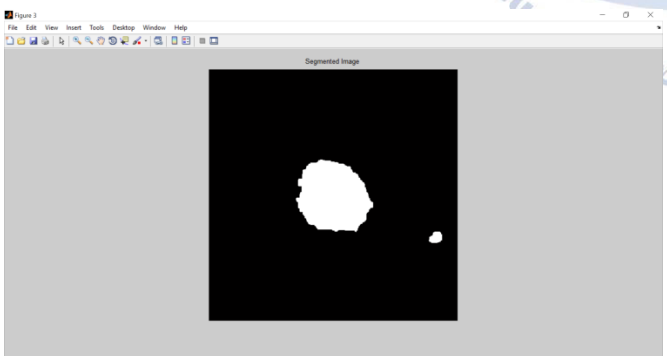 Figure 3
File Edit View Insert Tools Desktop Window Help
Segmented Image